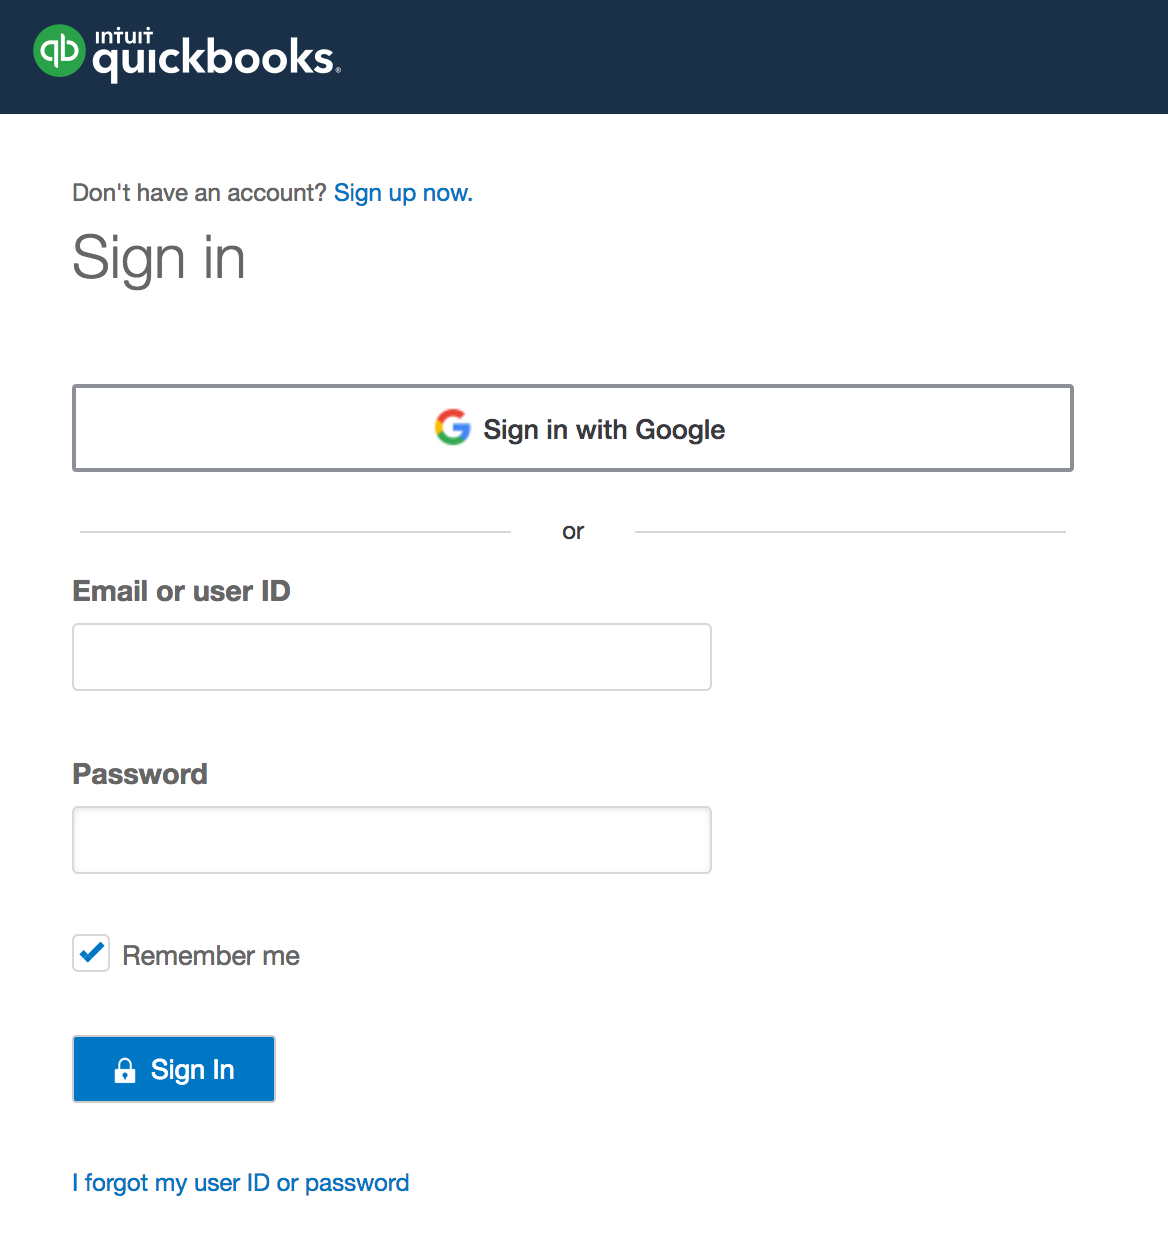 qb
ıntuıt
quickbooks.
Don't have an account? Sign up now.
Sign in
Sign in with Google
or
Email or user ID
Password
Remember me
Sign In
I forgot my user ID or password